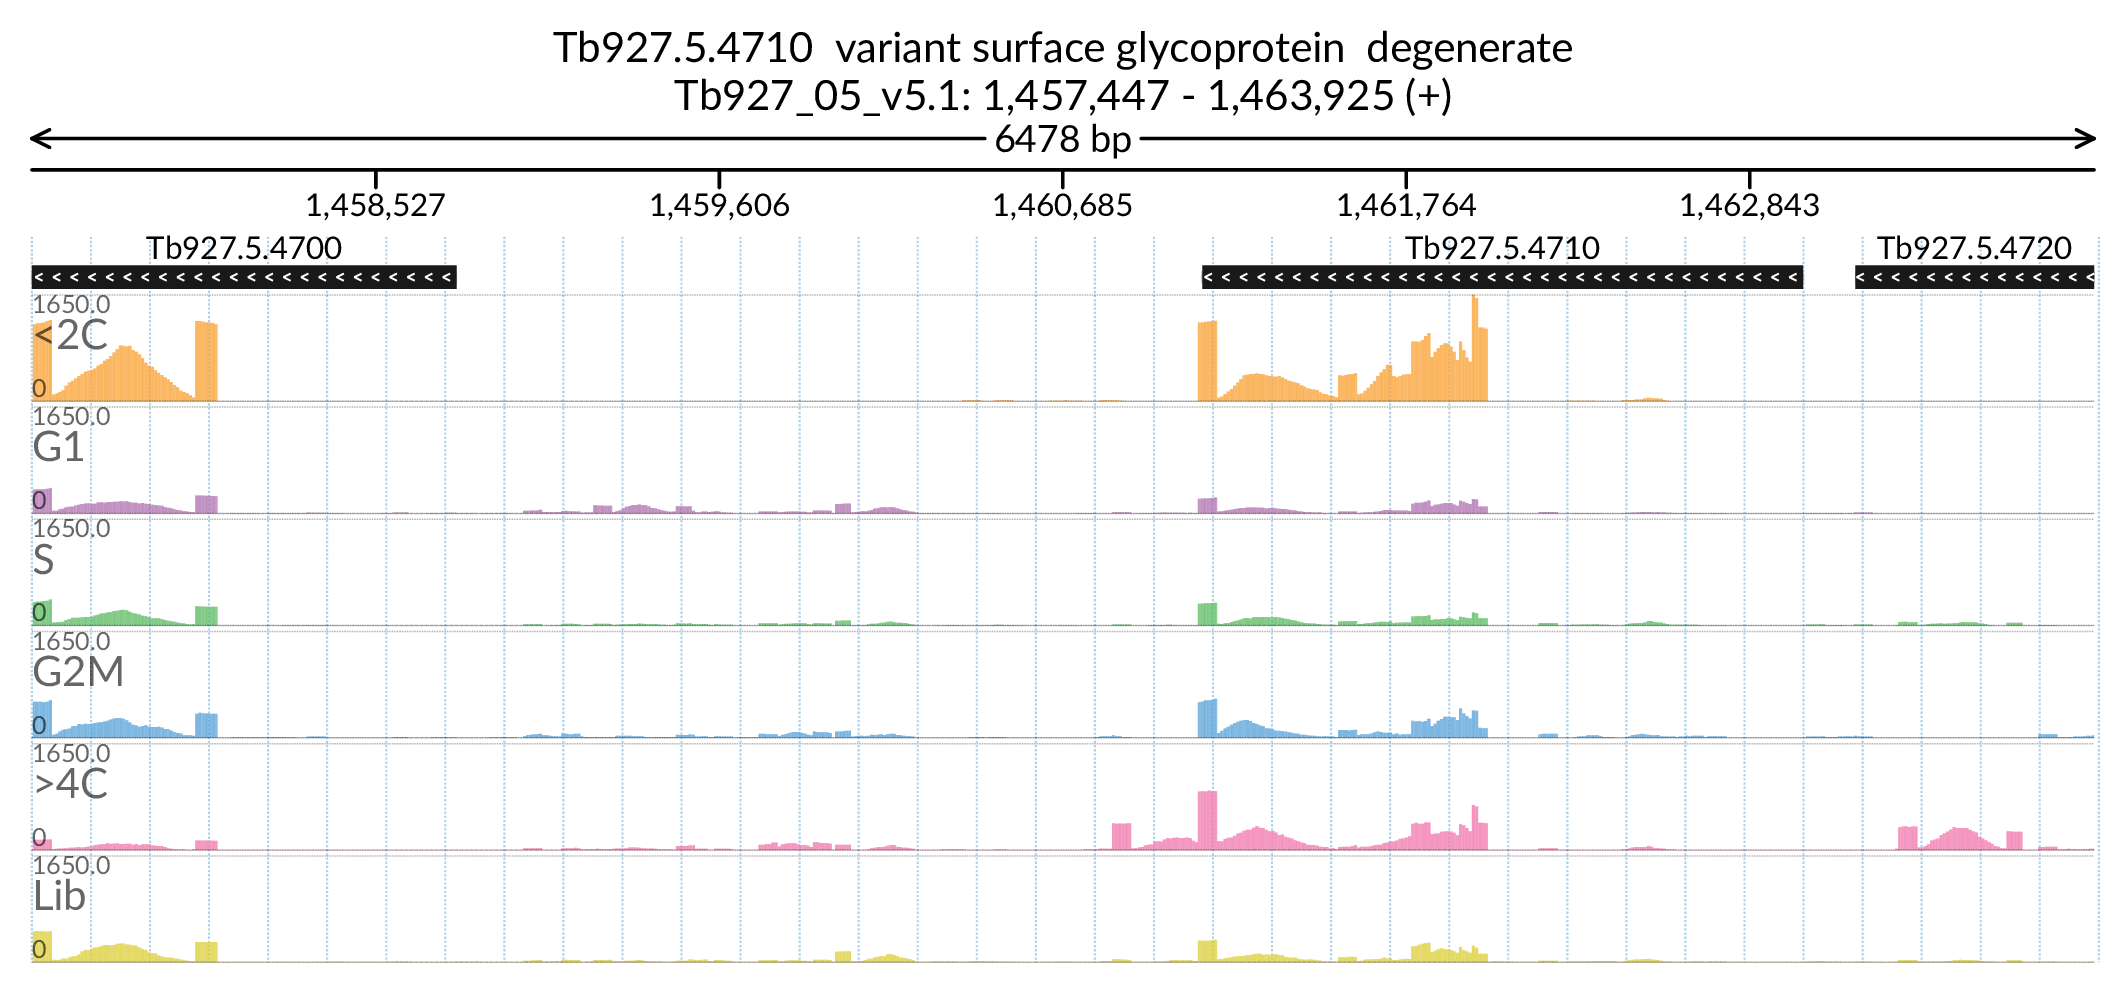 Tb927.5.4710  variant surface glycoprotein  degenerate
Tb927_05_v5.1: 1,457,447 - 1,463,925 (+)
6478 bp
1,458,527 1,459,606 1,460,685 1,461,764 1,462,843
Tb927.5.4700 Tb927.5.4710 Tb927.5.4720
1650.0
<2C
0
1650.0
G1
0
1650.0
S
0
1650.0
G2M
0
1650.0
>4C
0
1650.0
Lib
0